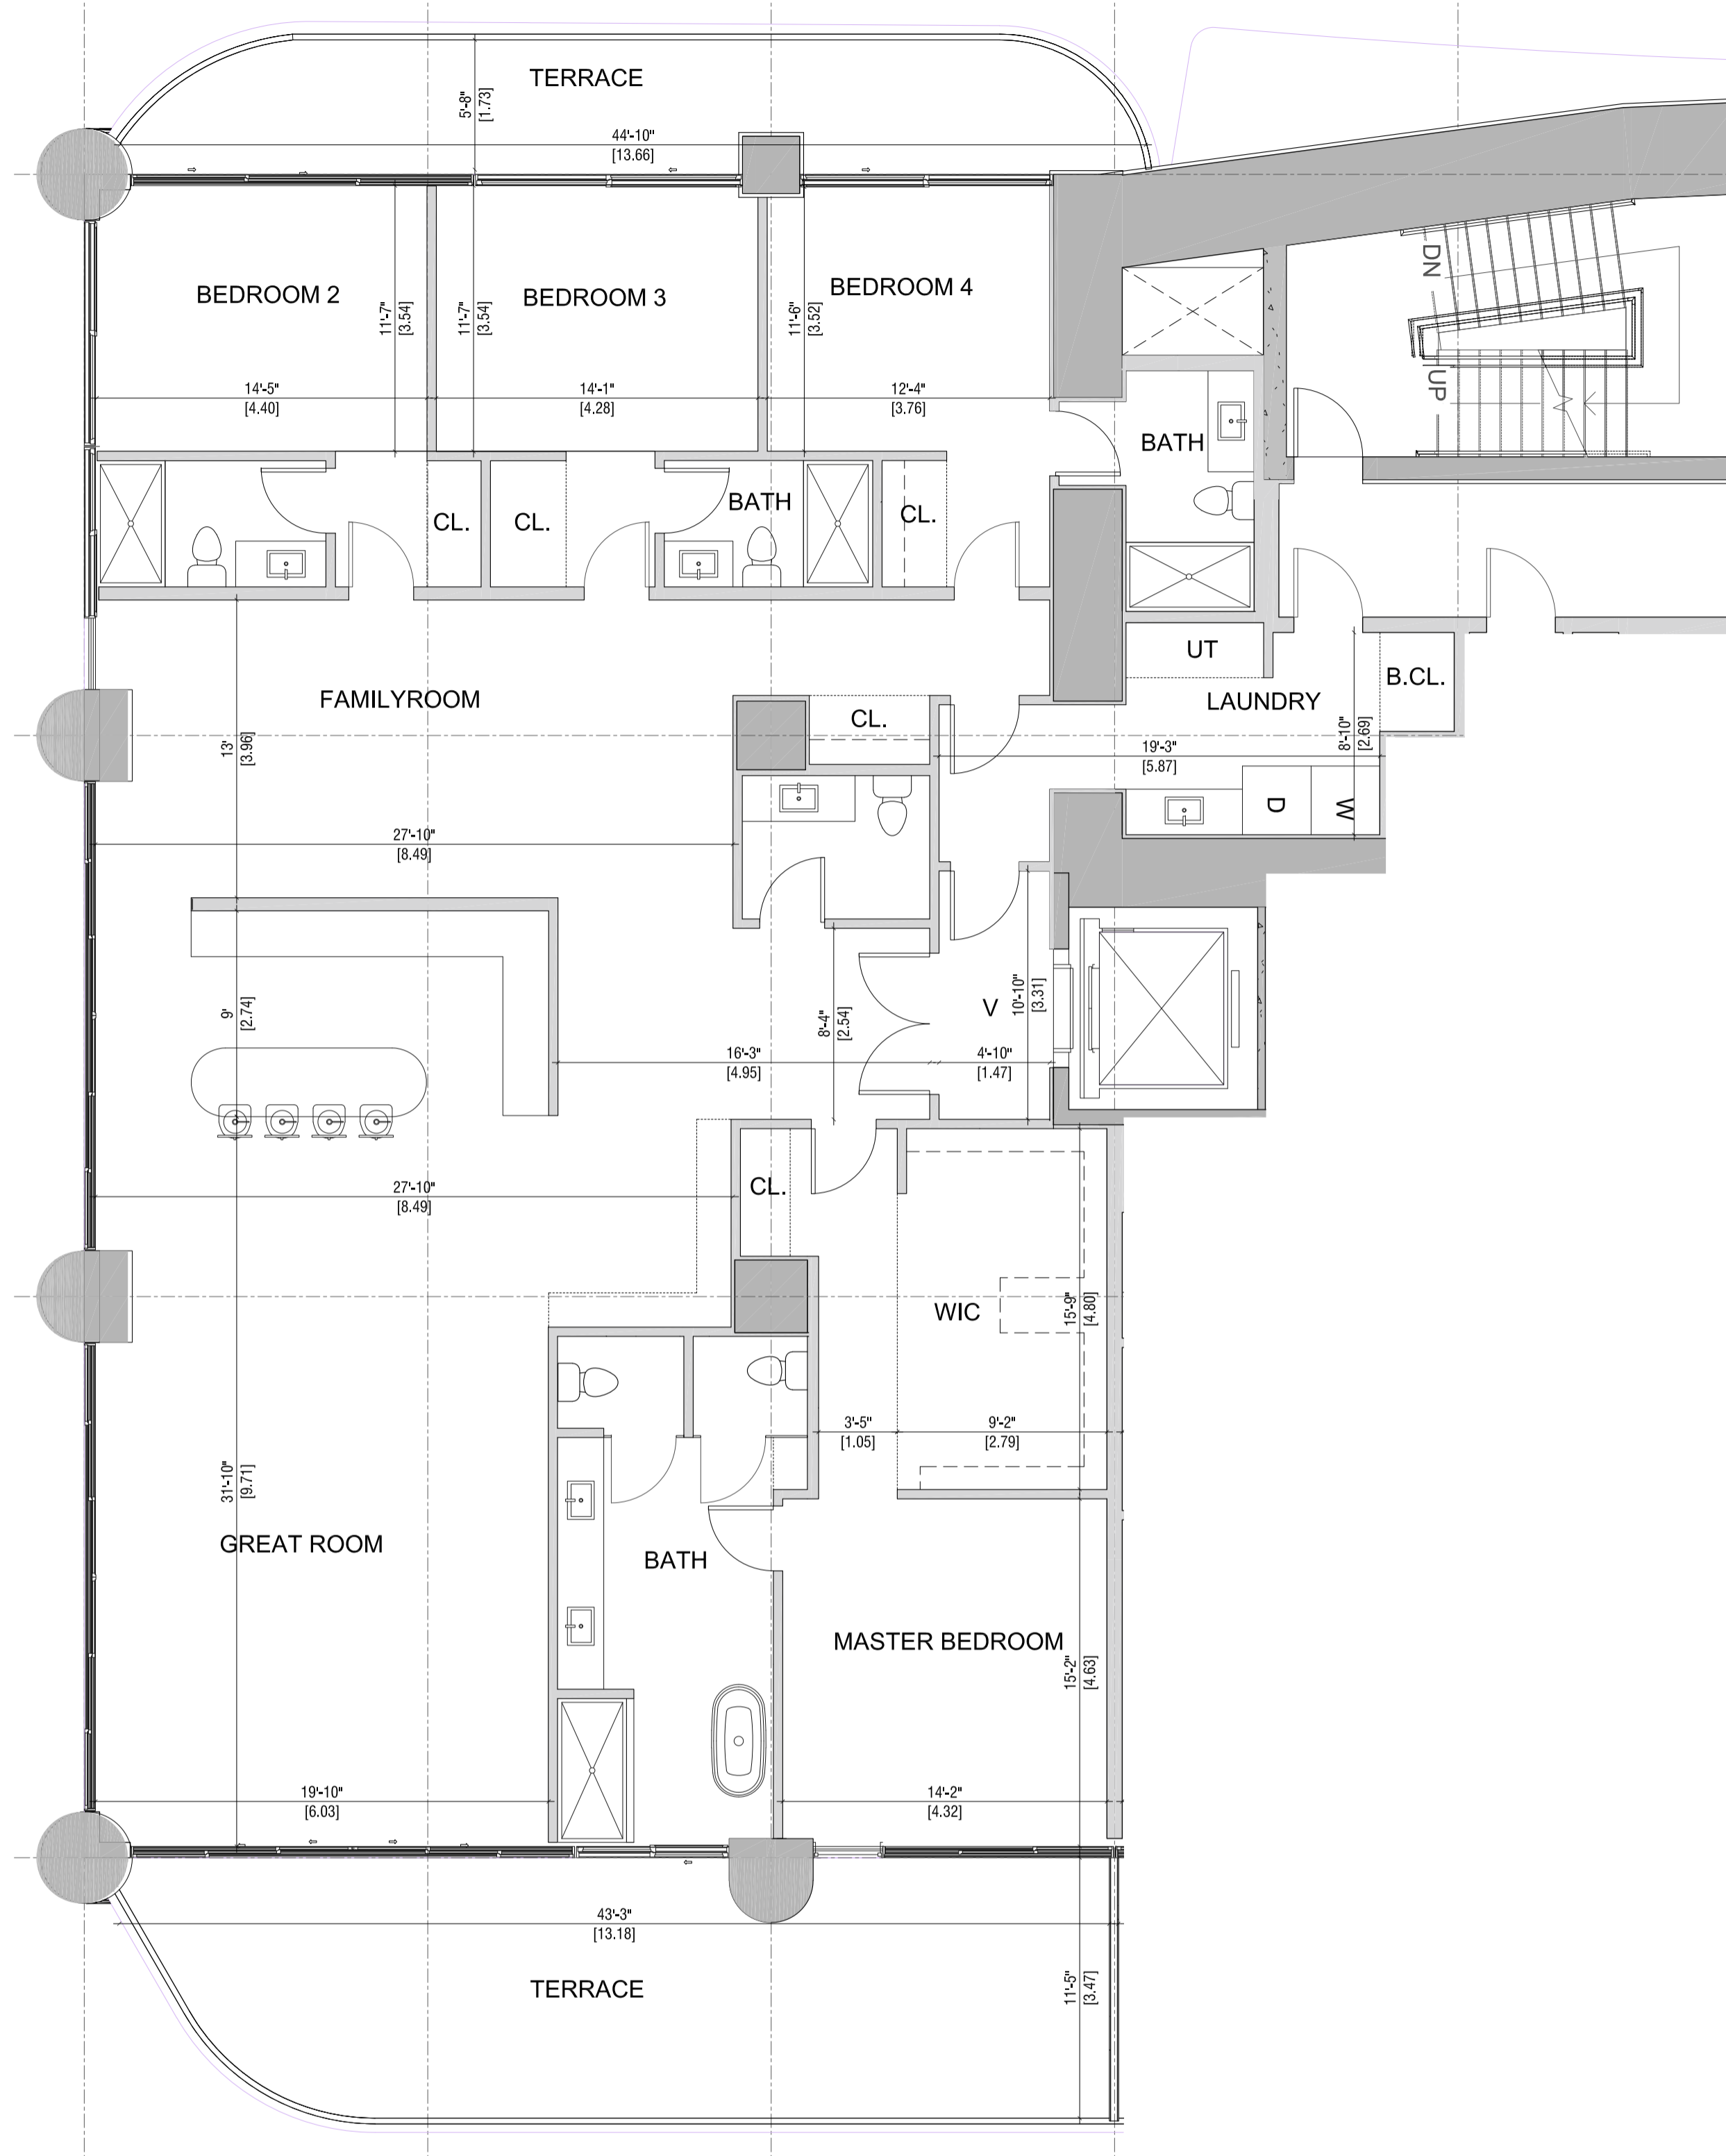 TERRACE
5'-8"
[1.73]
44'-10"
[13.66]
BEDROOM 2
BEDROOM 3
BEDROOM 4
11'-7"
[3.54]
11'-7"
[3.54]
11'-6"
[3.52]
14'-5"
[4.40]
14'-1"
[4.28]
12'-4"
[3.76]
DN
UP
BATH
BATH
CL.
CL.
CL.
UT
B.CL.
LAUNDRY
FAMILYROOM
CL.
13'
[3.96]
19'-3"
[5.87]
8'-10"
[2.69]
D
W
27'-10"
[8.49]
9'
[2.74]
8'-4"
[2.54]
V
10'-10"
[3.31]
16'-3"
[4.95]
4'-10"
[1.47]
27'-10"
[8.49]
CL.
WIC
15'-9"
[4.80]
3'-5"
[1.05]
9'-2"
[2.79]
31'-10"
[9.71]
GREAT ROOM
BATH
MASTER BEDROOM
15'-2"
[4.63]
19'-10"
[6.03]
14'-2"
[4.32]
43'-3"
[13.18]
TERRACE
11'-5"
[3.47]